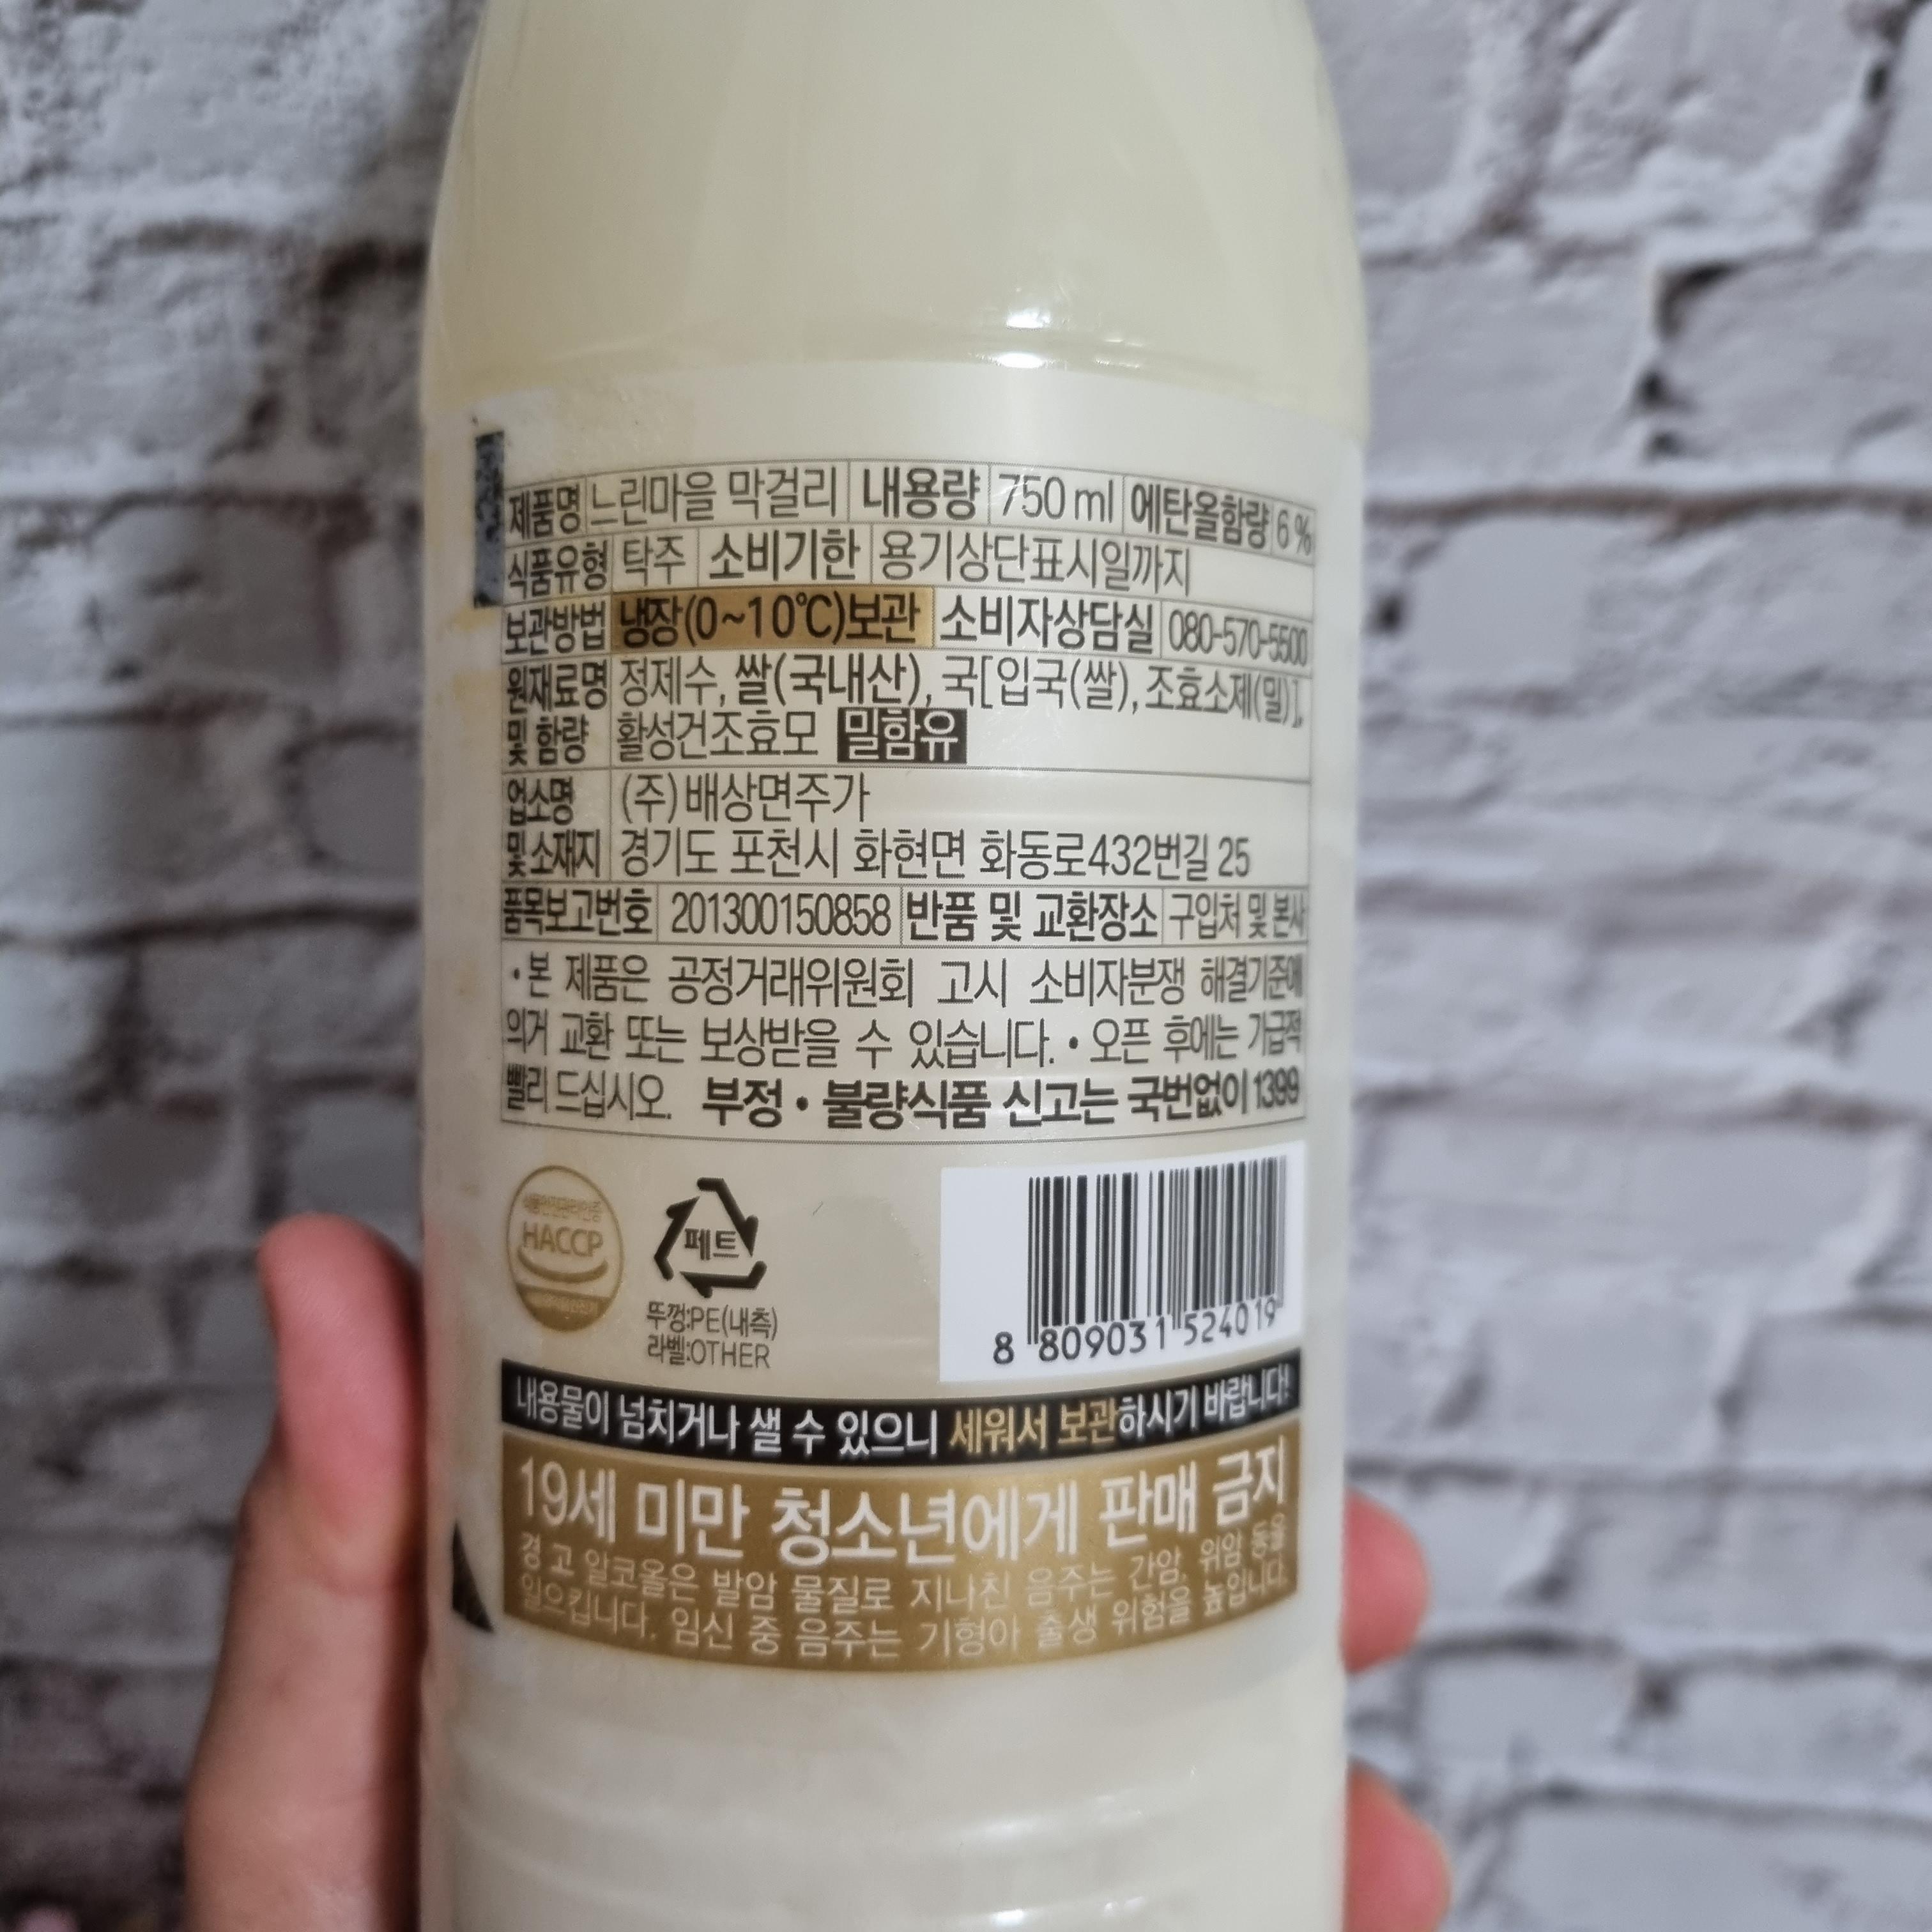 제품명 느린마을 막걸리 내용량 750 ml 에탄올함량 6 %
식품유형 탁주 소비기한 용기상단표시일까지
보관방법 냉장(0~10℃)보관 소비자상담실 080-570-5500
원재료명 정제수, 쌀(국내산), 국[입국(쌀), 조효소제(밀)],
및 함량 활성건조효모 밀함유
업소명 (주)배상면주가
및 소재지 경기도 포천시 화현면 화동로432번길 25
품목보고번호 201300150858 반품 및 교환장소 구입처 및 본사
• 본 제품은 공정거래위원회 고시 소비자분쟁 해결기준에
의거 교환 또는 보상받을 수 있습니다. • 오픈 후에는 가급적
빨리 드십시오. 부정 • 불량식품 신고는 국번없이 1399
식품안전관리인증
HACCP
페트
뚜껑:PE(내측)
라벨:OTHER
8 809031 524019
내용물이 넘치거나 샐 수 있으니 세워서 보관하시기 바랍니다!
19세 미만 청소년에게 판매 금지
경고 알코올은 발암 물질로 지나친 음주는 간암, 위암 등을
일으킵니다. 임신 중 음주는 기형아 출생 위험을 높입니다.